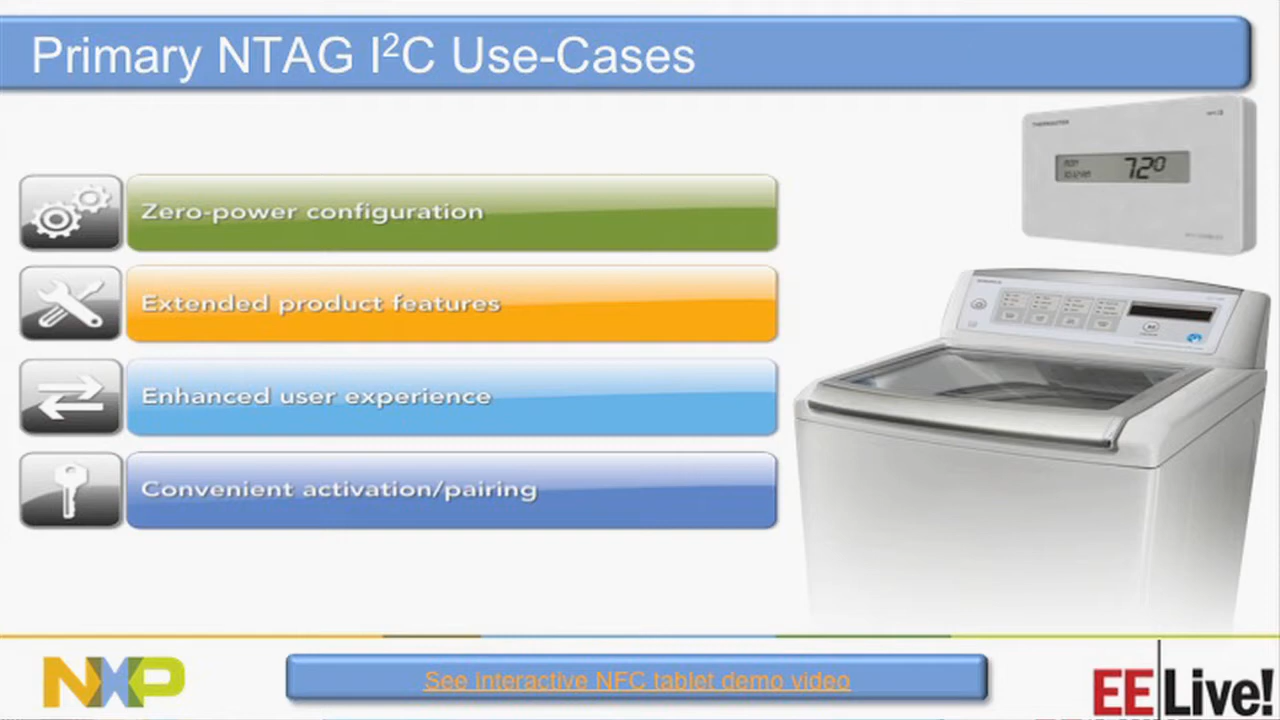 Primary NTAG I²C Use-Cases
THERMASTER
72°
Zero-power configuration
Extended product features
Enhanced user experience
Convenient activation/pairing
NXP
See Interactive NFC tablet demo video
EE Live!